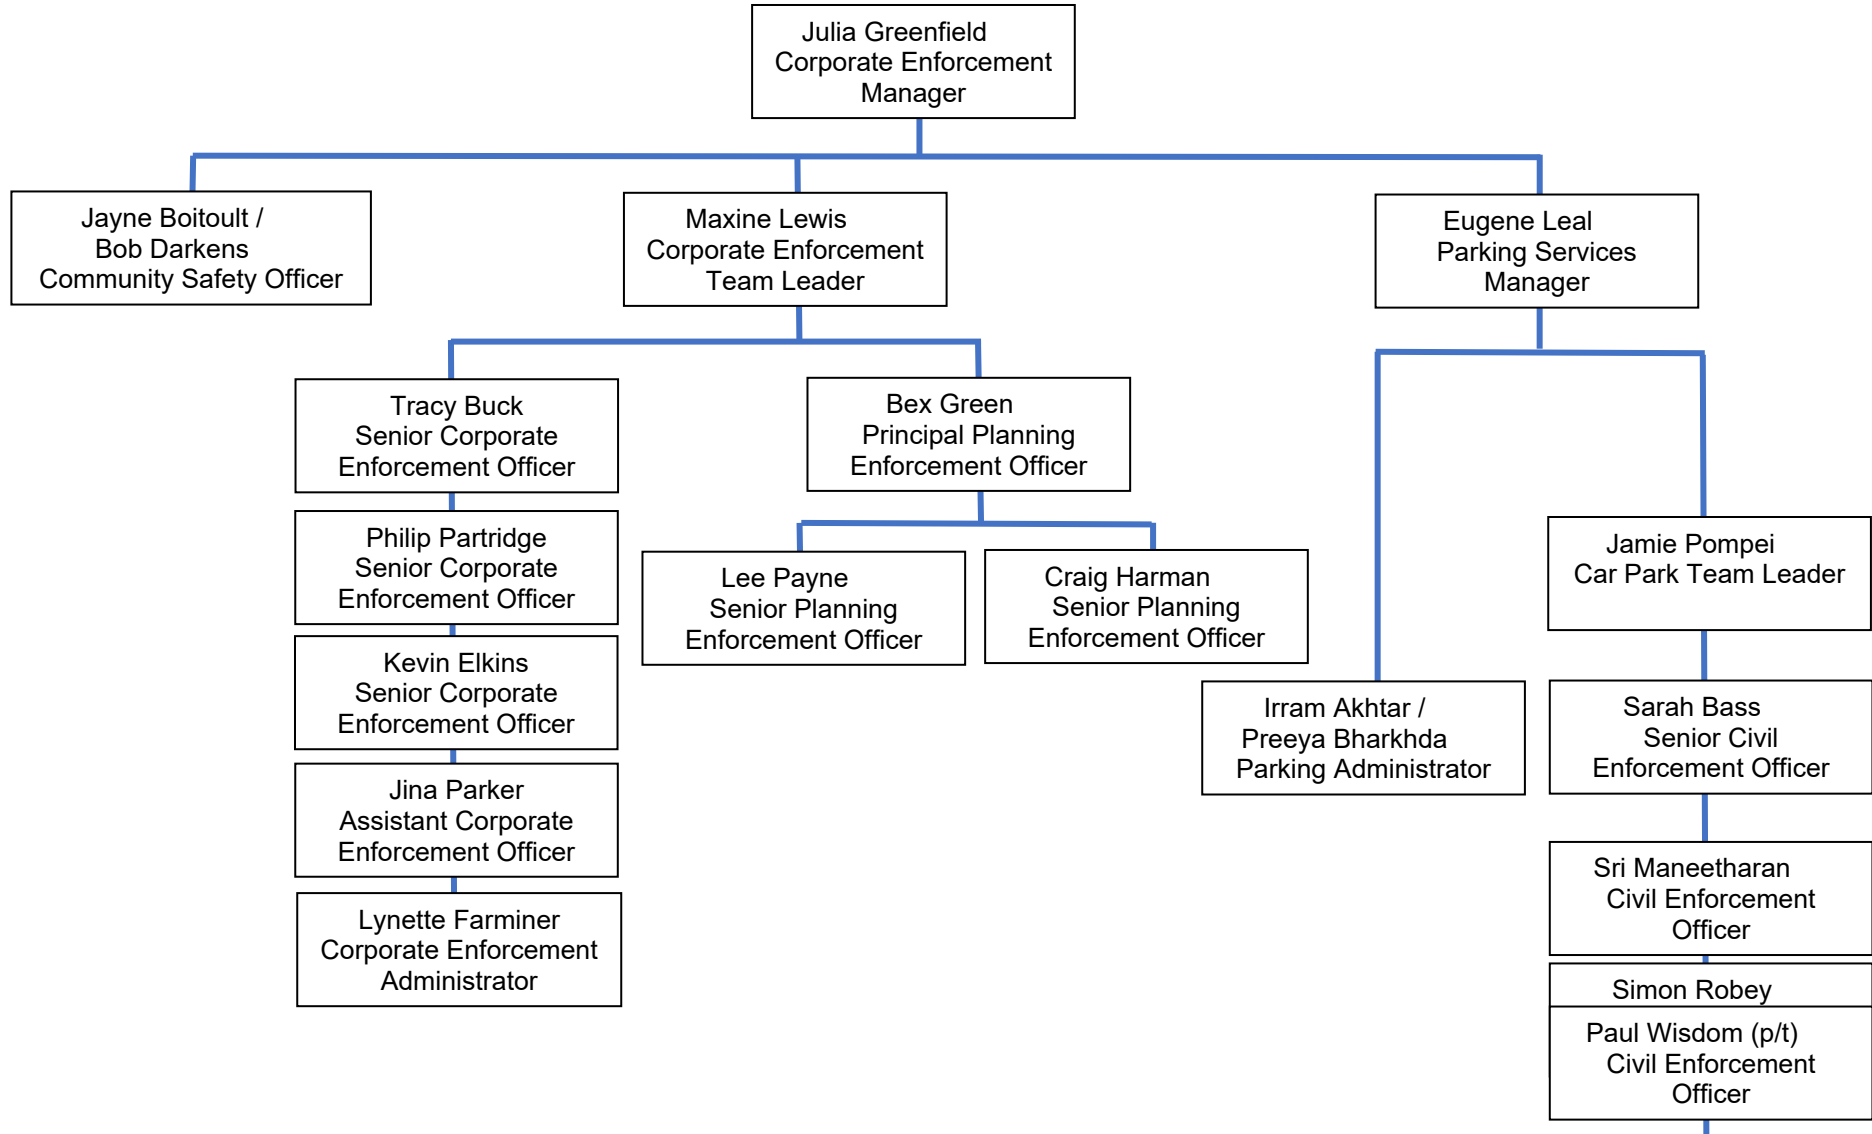 Julia Greenfield
Corporate Enforcement
Manager
Jayne Boitoult /
Bob Darkens
Community Safety Officer
Maxine Lewis
Corporate Enforcement
Team Leader
Eugene Leal
Parking Services
Manager
Tracy Buck
Senior Corporate
Enforcement Officer
Bex Green
Principal Planning
Enforcement Officer
Philip Partridge
Senior Corporate
Enforcement Officer
Lee Payne
Senior Planning
Enforcement Officer
Craig Harman
Senior Planning
Enforcement Officer
Jamie Pompei
Car Park Team Leader
Kevin Elkins
Senior Corporate
Enforcement Officer
Irram Akhtar /
Preeya Bharkhda
Parking Administrator
Sarah Bass
Senior Civil
Enforcement Officer
Jina Parker
Assistant Corporate
Enforcement Officer
Sri Maneetharan
Civil Enforcement
Officer
Lynette Farminer
Corporate Enforcement
Administrator
Simon Robey
Paul Wisdom (p/t)
Civil Enforcement
Officer